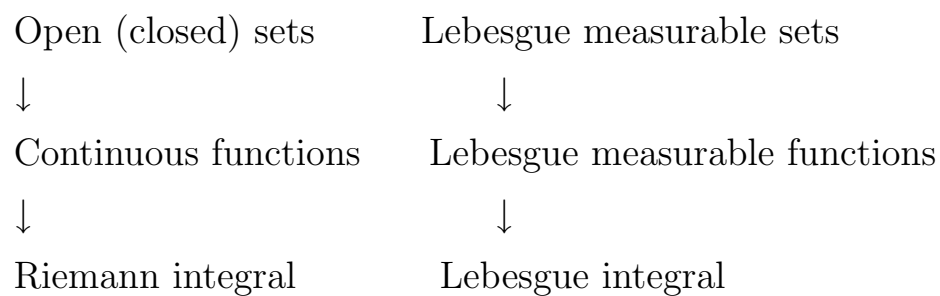 Open (closed) sets Lebesgue measurable sets
↓ ↓
Continuous functions Lebesgue measurable functions
↓ ↓
Riemann integral Lebesgue integral